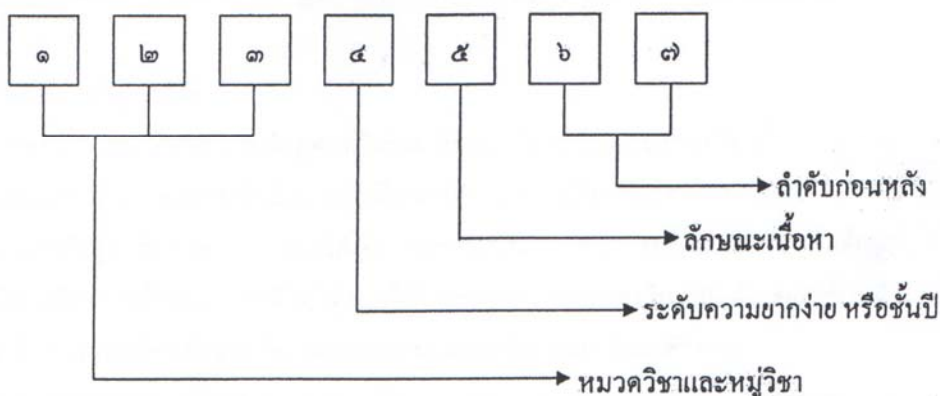 ๑ ๒ ๓ ๔ ๕ ๖ ๗
ลำดับก่อนหลัง
ลักษณะเนื้อหา
ระดับความยากง่าย หรือชั้นปี
หมวดวิชาและหมู่วิชา